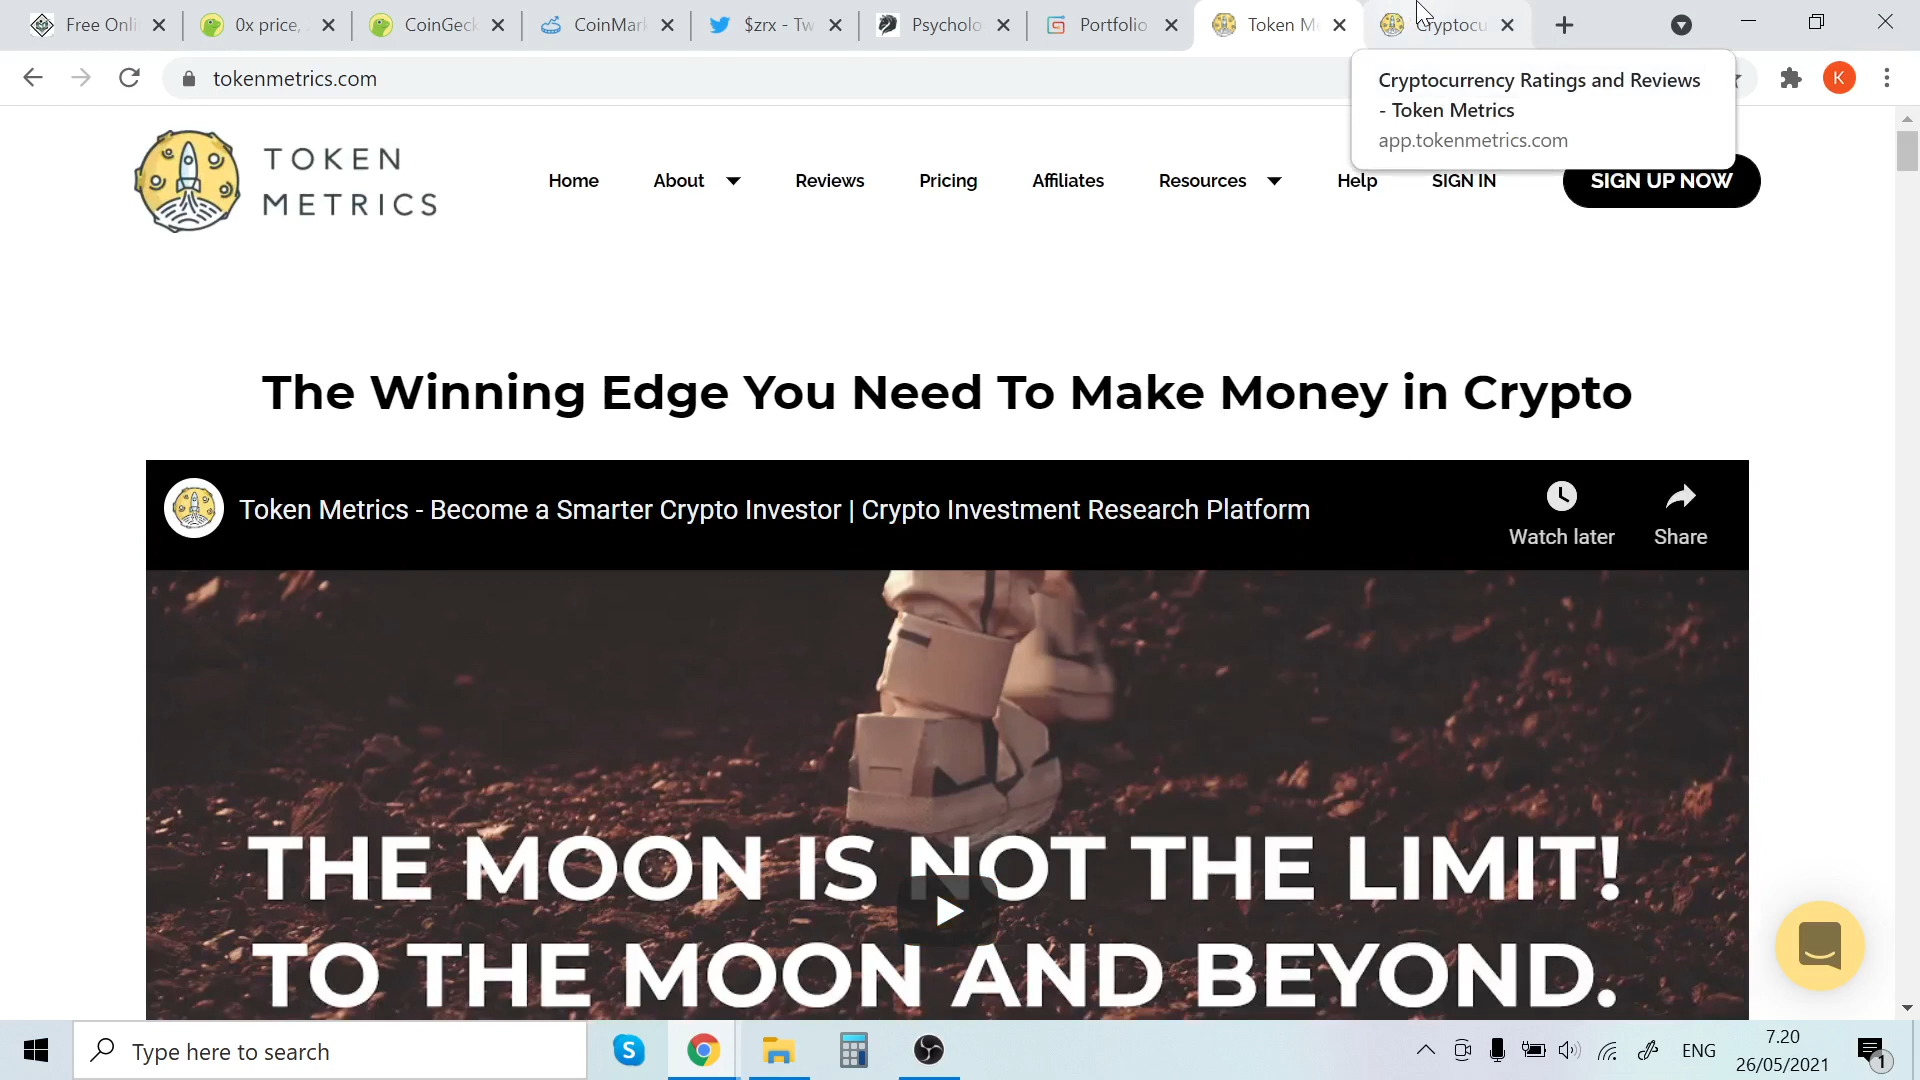 Free Onli
0x price,
CoinGeck
CoinMark
$zrx - Tw
Psycholo
Portfolio
Token Me
Cryptocu
tokenmetrics.com
K
Cryptocurrency Ratings and Reviews
- Token Metrics
app.tokenmetrics.com
TOKEN
METRICS
Home
About
Reviews
Pricing
Affiliates
Resources
Help
SIGN IN
SIGN UP NOW
The Winning Edge You Need To Make Money in Crypto
Token Metrics - Become a Smarter Crypto Investor | Crypto Investment Research Platform
Watch later
Share
THE MOON IS NOT THE LIMIT!
TO THE MOON AND BEYOND.
Type here to search
S
ENG
7.20
26/05/2021
1